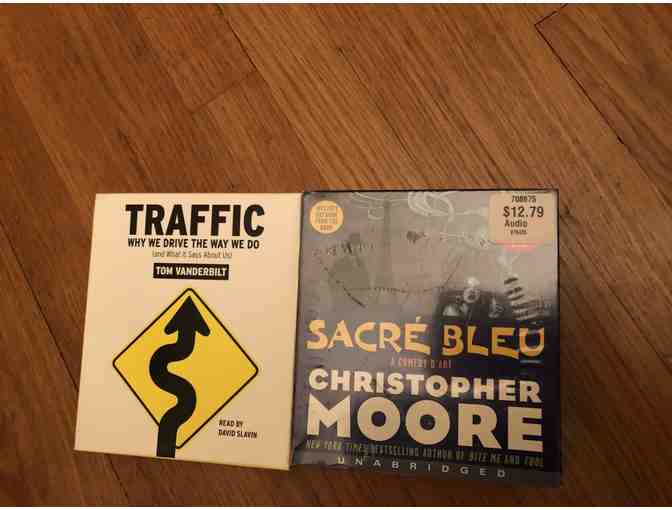 TRAFFIC
WHY WE DRIVE THE WAY WE DO
(and What It Says About Us)
TOM VANDERBILT
READ BY
DAVID SLAVIN
708675
$12.79
Audio
SACRÉ BLEU
A COMEDY D'ART
CHRISTOPHER
MOORE
NEW YORK TIMES BESTSELLING AUTHOR OF BITE ME AND FOOL
UNABRIDGED